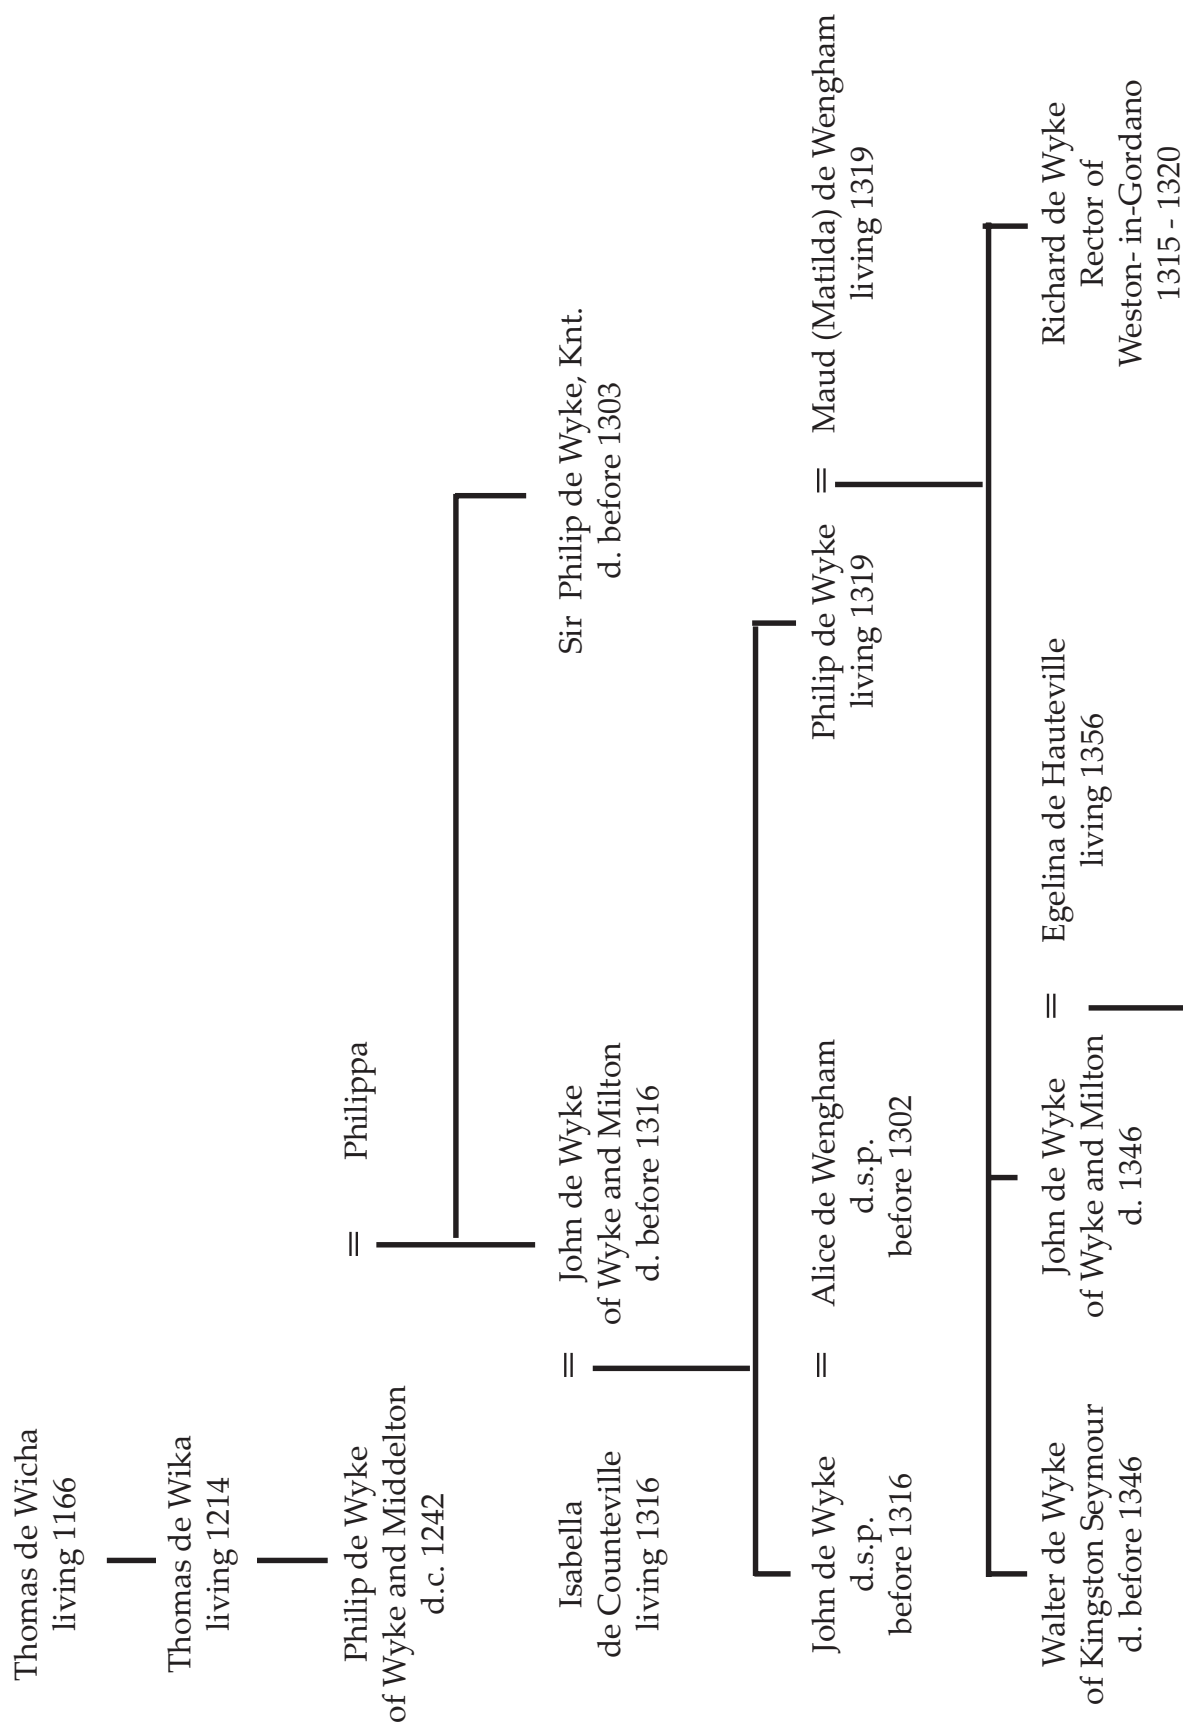 Thomas de Wicha
living 1166
Thomas de Wika
living 1214
Philip de Wyke
of Wyke and Middelton
d.c. 1242
=
Philippa
Isabella
de Counteville
living 1316
=
John de Wyke
of Wyke and Milton
d. before 1316
Sir Philip de Wyke, Knt.
d. before 1303
John de Wyke
d.s.p.
before 1316
=
Alice de Wengham
d.s.p.
before 1302
Philip de Wyke
living 1319
=
Maud (Matilda) de Wengham
living 1319
Walter de Wyke
of Kingston Seymour
d. before 1346
John de Wyke
of Wyke and Milton
d. 1346
=
Egelina de Hauteville
living 1356
Richard de Wyke
Rector of
Weston- in-Gordano
1315 - 1320